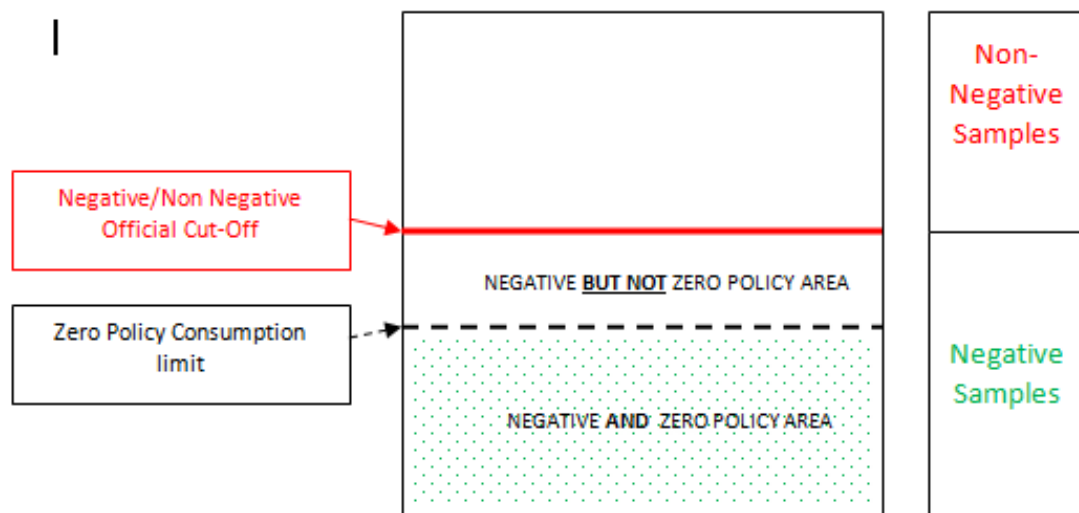 Non-
Negative
Samples
Negative/Non Negative
Official Cut-Off
NEGATIVE BUT NOT ZERO POLICY AREA
Zero Policy Consumption
limit
Negative
Samples
NEGATIVE AND ZERO POLICY AREA